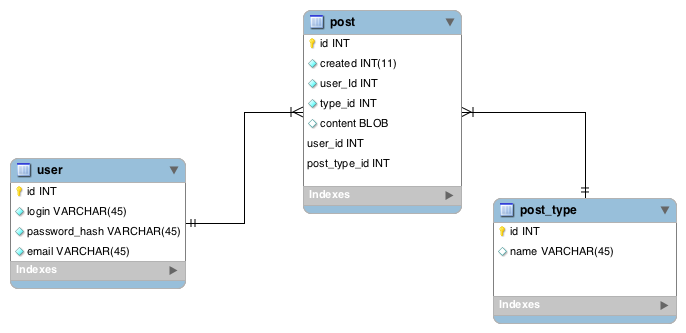 post
id INT
created INT(11)
user_Id INT
type_id INT
content BLOB
user_id INT
post_type_id INT
Indexes
user
id INT
login VARCHAR(45)
password_hash VARCHAR(45)
email VARCHAR(45)
Indexes
post_type
id INT
name VARCHAR(45)
Indexes